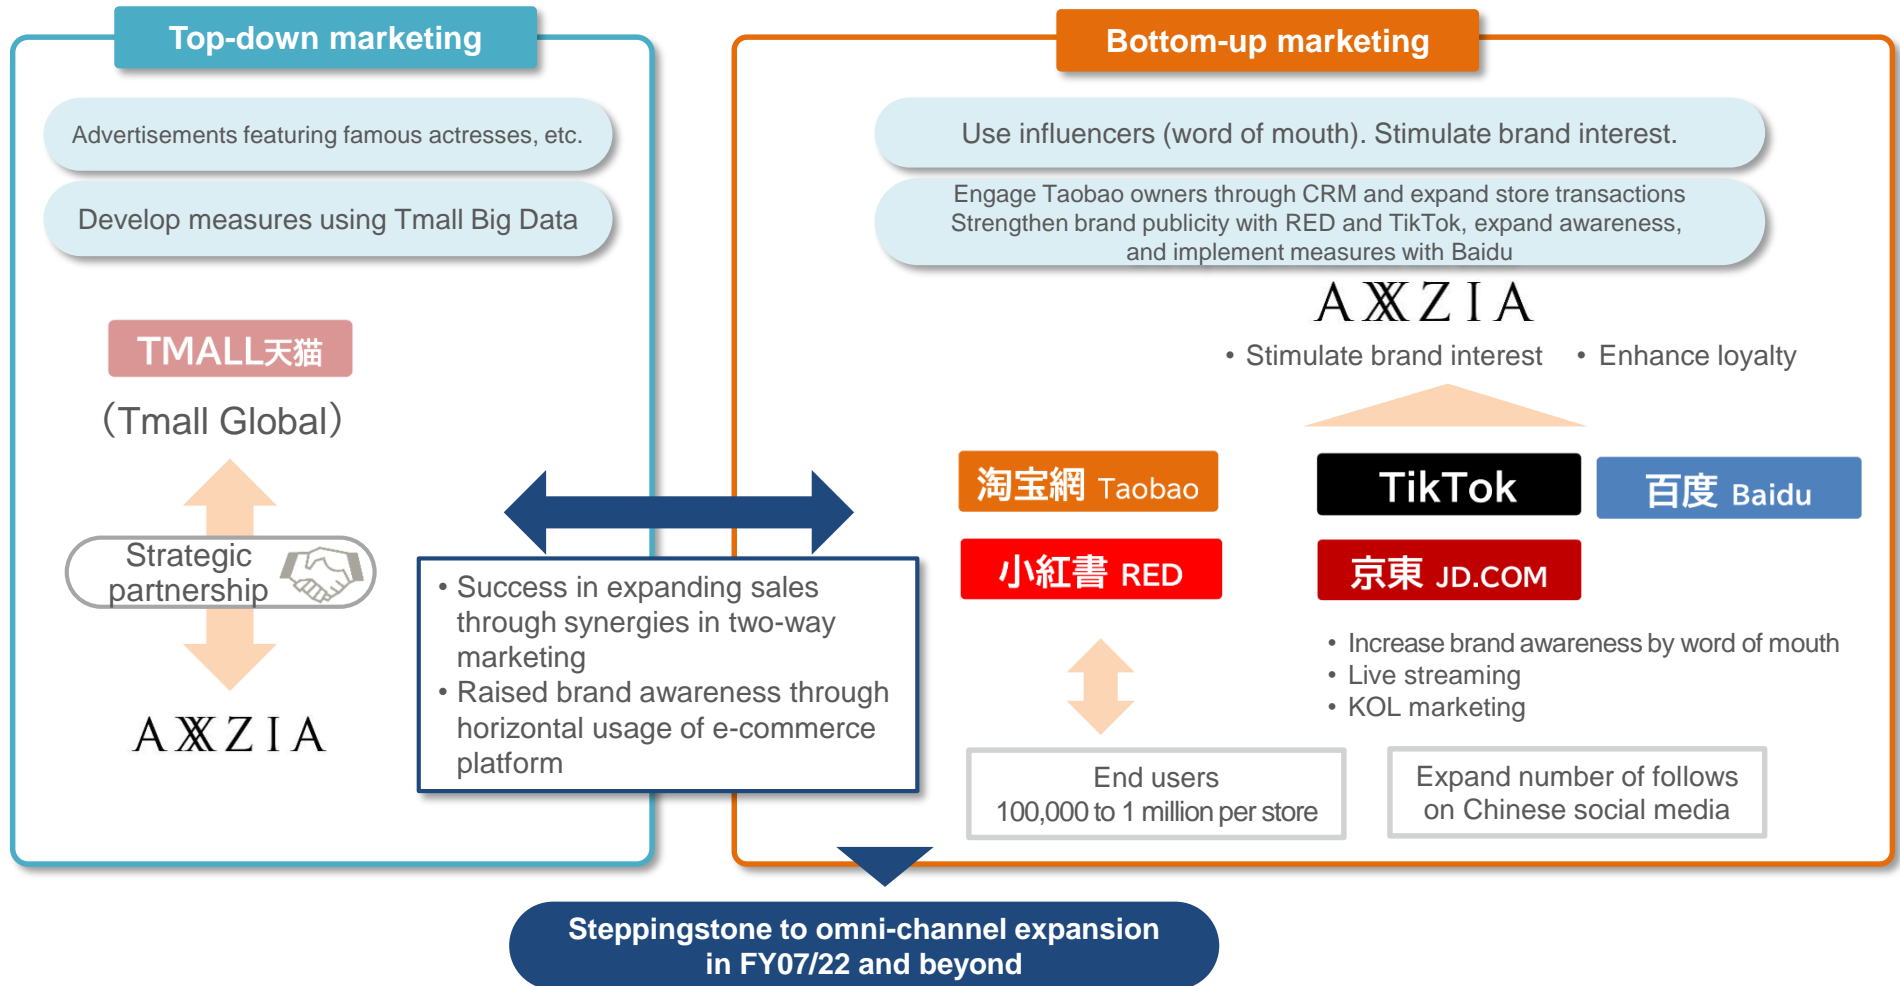 Top-down marketing
Advertisements featuring famous actresses, etc.
Develop measures using Tmall Big Data
TMALL天猫
（Tmall Global）
Strategic
partnership
AXXZIA
• Success in expanding sales
through synergies in two-way
marketing
• Raised brand awareness through
horizontal usage of e-commerce
platform
Bottom-up marketing
Use influencers (word of mouth). Stimulate brand interest.
Engage Taobao owners through CRM and expand store transactions
Strengthen brand publicity with RED and TikTok, expand awareness,
and implement measures with Baidu
AXXZIA
• Stimulate brand interest • Enhance loyalty
淘宝網 Taobao
TikTok
百度 Baidu
小紅書 RED
京東 JD.COM
• Increase brand awareness by word of mouth
• Live streaming
• KOL marketing
End users
100,000 to 1 million per store
Expand number of follows
on Chinese social media
Steppingstone to omni-channel expansion
in FY07/22 and beyond